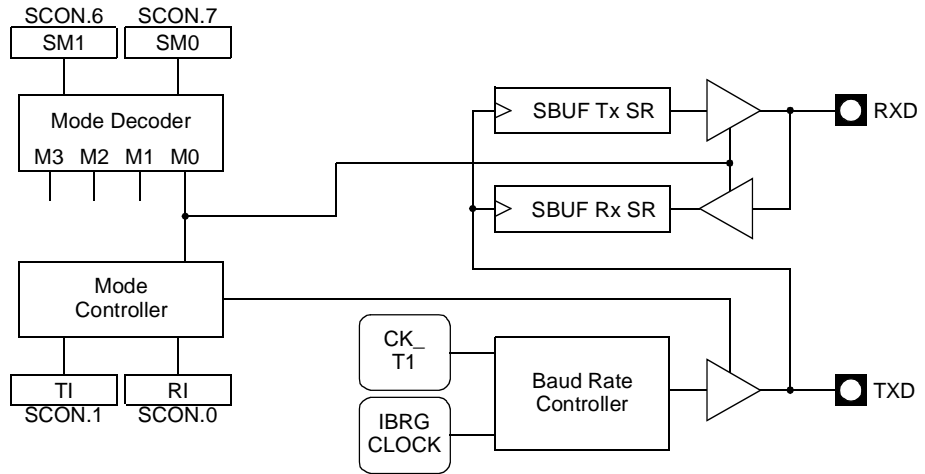 SCON.6 SCON.7
SM1 SM0
Mode Decoder
M3 M2 M1 M0
SBUF Tx SR
RXD
SBUF Rx SR
Mode
Controller
TI RI
SCON.1 SCON.0
CK_
T1
IBRG
CLOCK
Baud Rate
Controller
TXD